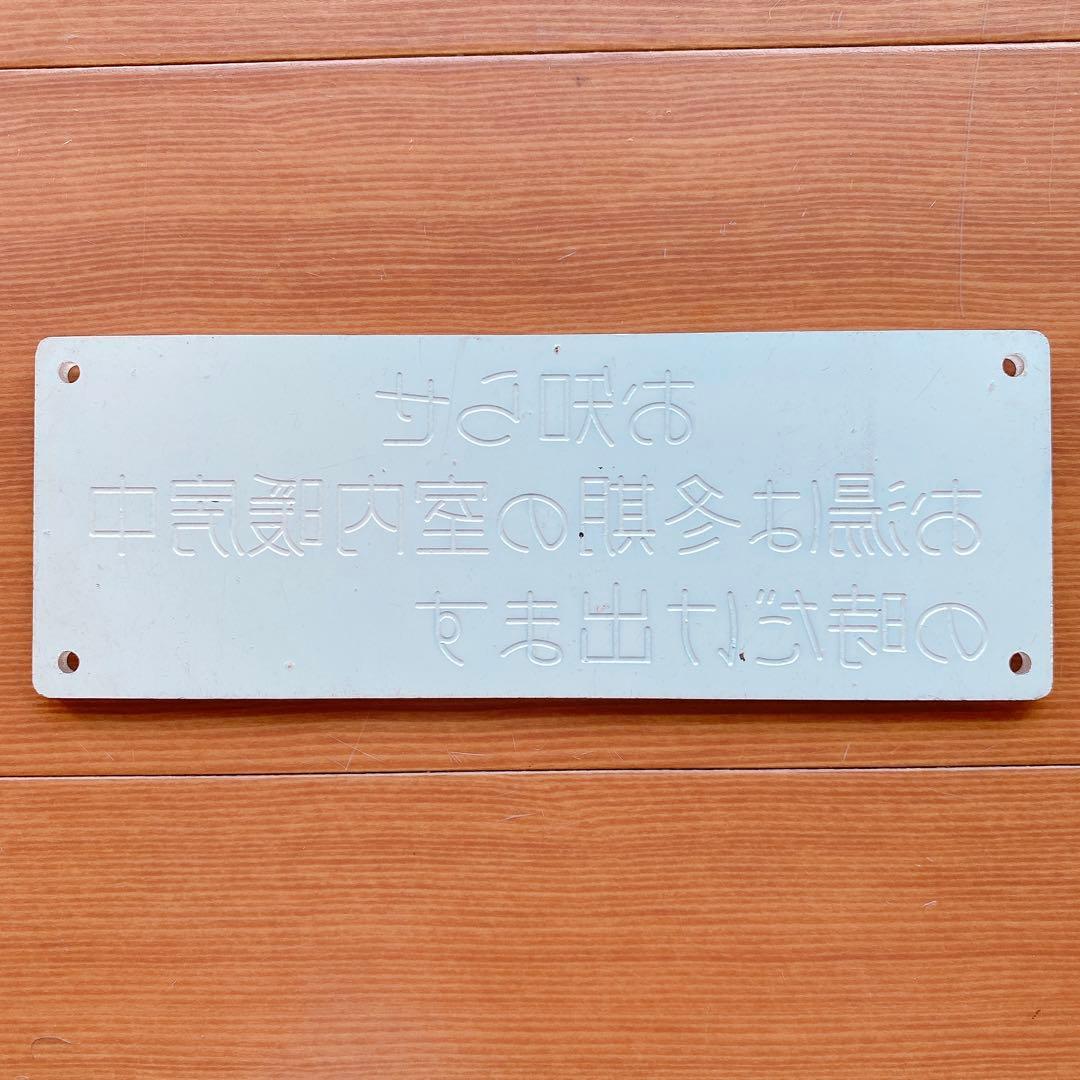 お知らせ
お湯は冬期の室内暖房中
の時だけ出ます